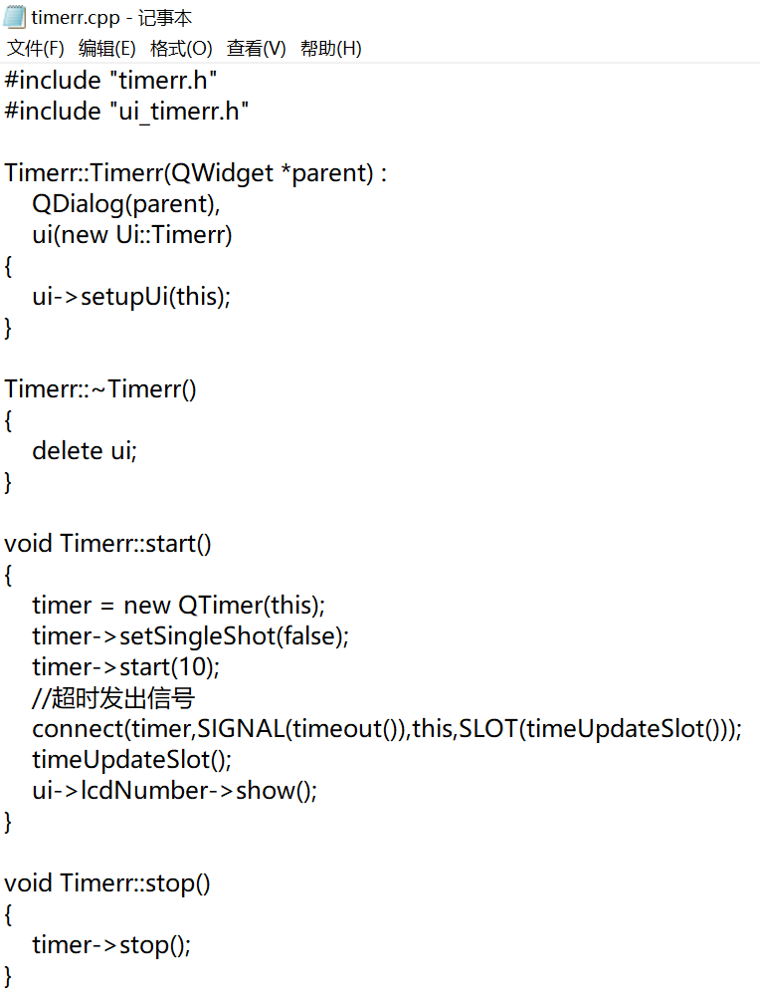 timerr.cpp - 记事本
文件(F) 编辑(E) 格式(O) 查看(V) 帮助(H)
#include "timerr.h"
#include "ui_timerr.h"

Timerr::Timerr(QWidget *parent) :
    QDialog(parent),
    ui(new Ui::Timerr)
{
    ui->setupUi(this);
}

Timerr::~Timerr()
{
    delete ui;
}

void Timerr::start()
{
    timer = new QTimer(this);
    timer->setSingleShot(false);
    timer->start(10);
    //超时发出信号
    connect(timer,SIGNAL(timeout()),this,SLOT(timeUpdateSlot()));
    timeUpdateSlot();
    ui->lcdNumber->show();
}

void Timerr::stop()
{
    timer->stop();
}